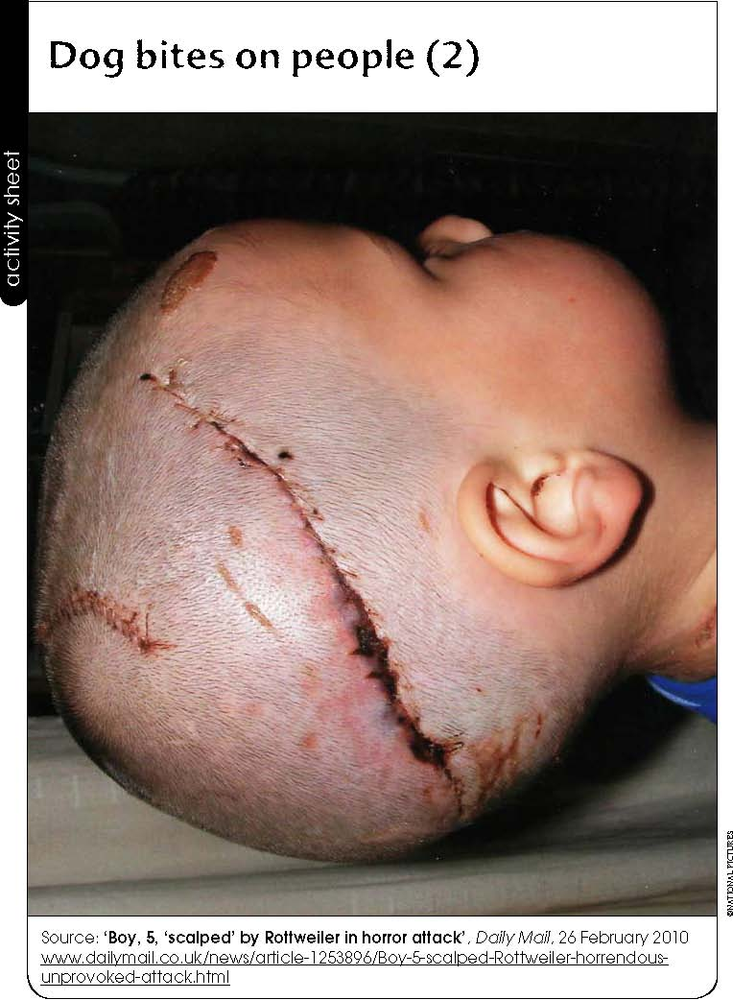 Dog bites on people (2)
activity sheet
©NATIONAL PICTURES
Source: ‘Boy, 5, ‘scalped’ by Rottweiler in horror attack’, Daily Mail, 26 February 2010
www.dailymail.co.uk/news/article-1253896/Boy-5-scalped-Rottweiler-horrendous-
unprovoked-attack.html